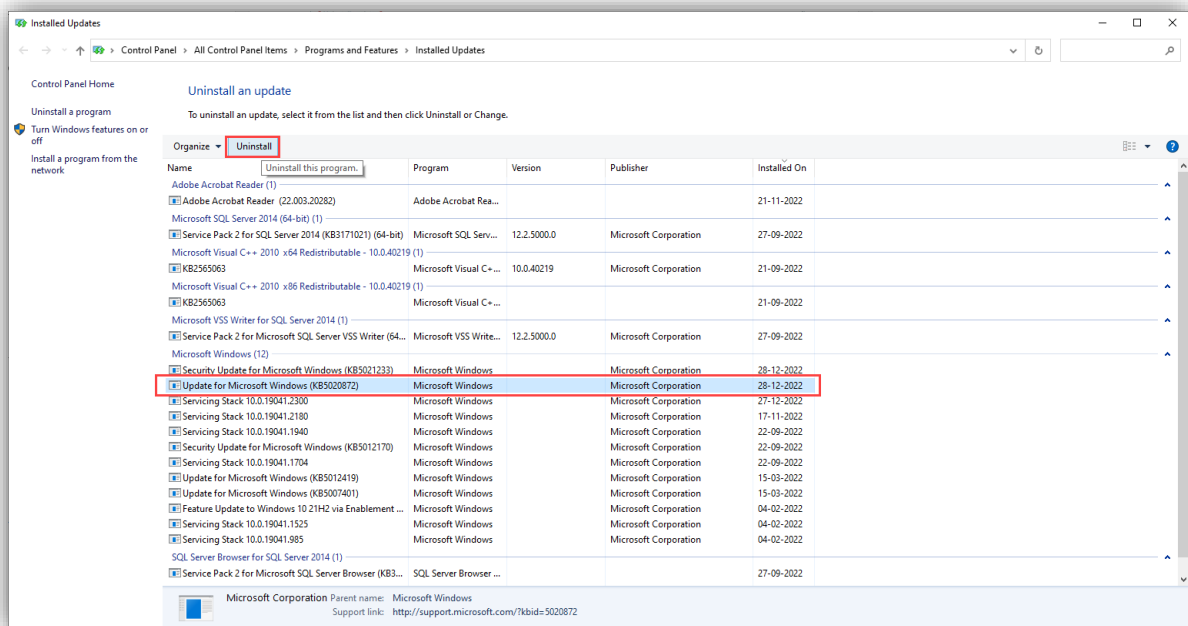 Installed Updates
Control Panel > All Control Panel Items > Programs and Features > Installed Updates
Control Panel Home
Uninstall a program
Turn Windows features on or
off
Install a program from the
network
Uninstall an update
To uninstall an update, select it from the list and then click Uninstall or Change.
Organize Uninstall
Uninstall this program.
Name Program Version Publisher Installed On
Adobe Acrobat Reader (1)
Adobe Acrobat Reader (22.003.20282) Adobe Acrobat Rea... 21-11-2022
Microsoft SQL Server 2014 (64-bit) (1)
Service Pack 2 for SQL Server 2014 (KB3171021) (64-bit) Microsoft SQL Serv... 12.2.5000.0 Microsoft Corporation 27-09-2022
Microsoft Visual C++ 2010 x64 Redistributable - 10.0.40219 (1)
KB2565063 Microsoft Visual C+... 10.0.40219 Microsoft Corporation 21-09-2022
Microsoft Visual C++ 2010 x86 Redistributable - 10.0.40219 (1)
KB2565063 Microsoft Visual C+... 21-09-2022
Microsoft VSS Writer for SQL Server 2014 (1)
Service Pack 2 for Microsoft SQL Server VSS Writer (64... Microsoft VSS Write... 12.2.5000.0 Microsoft Corporation 27-09-2022
Microsoft Windows (12)
Security Update for Microsoft Windows (KB5021233) Microsoft Windows Microsoft Corporation 28-12-2022
Update for Microsoft Windows (KB5020872) Microsoft Windows Microsoft Corporation 28-12-2022
Servicing Stack 10.0.19041.2300 Microsoft Windows Microsoft Corporation 27-12-2022
Servicing Stack 10.0.19041.2180 Microsoft Windows Microsoft Corporation 17-11-2022
Servicing Stack 10.0.19041.1940 Microsoft Windows Microsoft Corporation 22-09-2022
Security Update for Microsoft Windows (KB5012170) Microsoft Windows Microsoft Corporation 22-09-2022
Servicing Stack 10.0.19041.1704 Microsoft Windows Microsoft Corporation 22-09-2022
Update for Microsoft Windows (KB5012419) Microsoft Windows Microsoft Corporation 15-03-2022
Update for Microsoft Windows (KB5007401) Microsoft Windows Microsoft Corporation 15-03-2022
Feature Update to Windows 10 21H2 via Enablement ... Microsoft Windows Microsoft Corporation 04-02-2022
Servicing Stack 10.0.19041.1525 Microsoft Windows Microsoft Corporation 04-02-2022
Servicing Stack 10.0.19041.985 Microsoft Windows Microsoft Corporation 04-02-2022
SQL Server Browser for SQL Server 2014 (1)
Service Pack 2 for Microsoft SQL Server Browser (KB3... SQL Server Browser ... 27-09-2022
Microsoft Corporation Parent name: Microsoft Windows
Support link: http://support.microsoft.com/?kbid=5020872